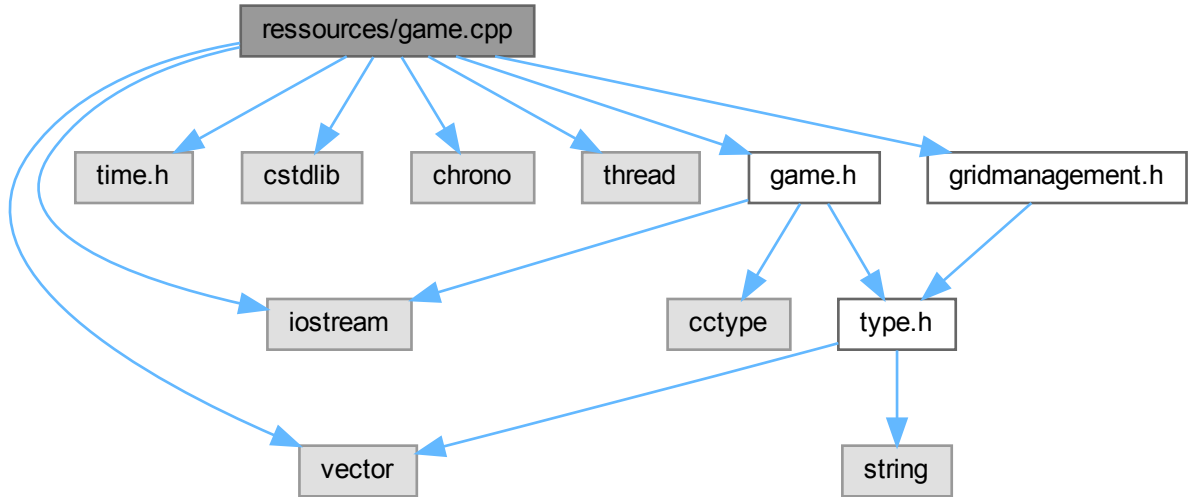 ressources/game.cpp
time.h
cstdlib
chrono
thread
game.h
gridmanagement.h
iostream
cctype
type.h
vector
string